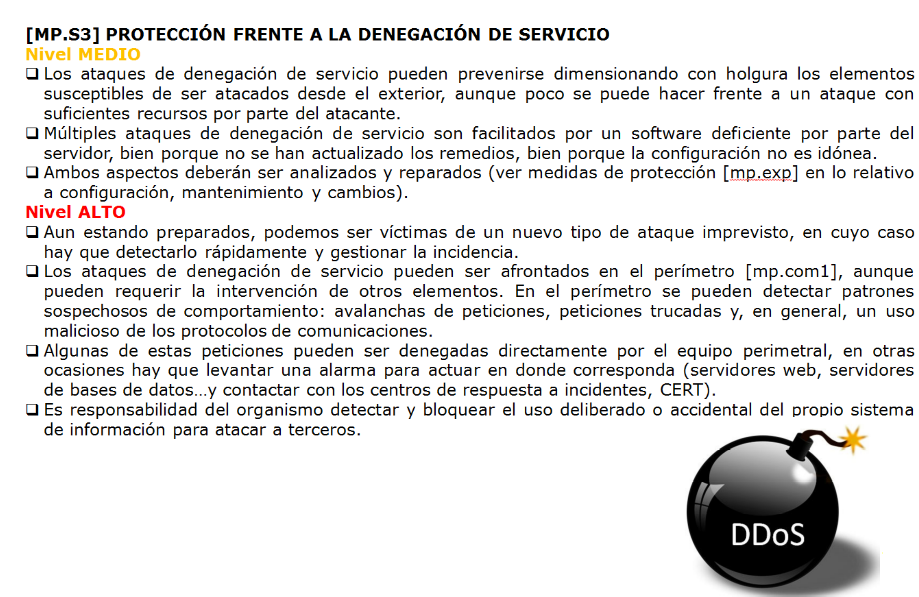 [MP.S3] PROTECCIÓN FRENTE A LA DENEGACIÓN DE SERVICIO
Nivel MEDIO
❑ Los ataques de denegación de servicio pueden prevenirse dimensionando con holgura los elementos
susceptibles de ser atacados desde el exterior, aunque poco se puede hacer frente a un ataque con
suficientes recursos por parte del atacante.
❑ Múltiples ataques de denegación de servicio son facilitados por un software deficiente por parte del
servidor, bien porque no se han actualizado los remedios, bien porque la configuración no es idónea.
❑ Ambos aspectos deberán ser analizados y reparados (ver medidas de protección [mp.exp] en lo relativo
a configuración, mantenimiento y cambios).
Nivel ALTO
❑ Aun estando preparados, podemos ser víctimas de un nuevo tipo de ataque imprevisto, en cuyo caso
hay que detectarlo rápidamente y gestionar la incidencia.
❑ Los ataques de denegación de servicio pueden ser afrontados en el perímetro [mp.com1], aunque
pueden requerir la intervención de otros elementos. En el perímetro se pueden detectar patrones
sospechosos de comportamiento: avalanchas de peticiones, peticiones trucadas y, en general, un uso
malicioso de los protocolos de comunicaciones.
❑ Algunas de estas peticiones pueden ser denegadas directamente por el equipo perimetral, en otras
ocasiones hay que levantar una alarma para actuar en donde corresponda (servidores web, servidores
de bases de datos…y contactar con los centros de respuesta a incidentes, CERT).
❑ Es responsabilidad del organismo detectar y bloquear el uso deliberado o accidental del propio sistema
de información para atacar a terceros.
DDoS